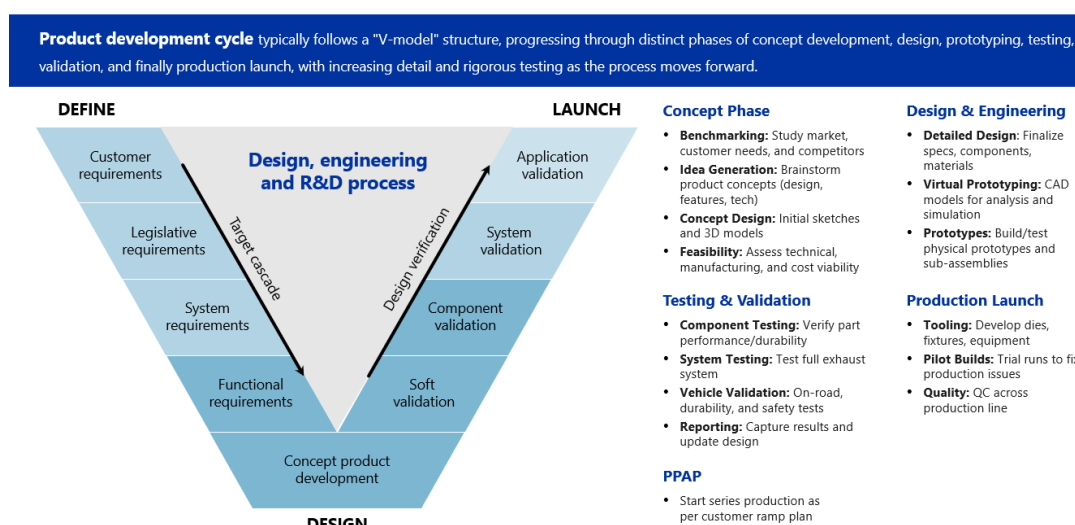 Product development cycle typically follows a "V-model" structure, progressing through distinct phases of concept development, design, prototyping, testing,
validation, and finally production launch, with increasing detail and rigorous testing as the process moves forward.
DEFINE
LAUNCH
Customer
requirements
Legislative
requirements
System
requirements
Functional
requirements
Concept product
development
DESIGN
Design, engineering
and R&D process
Target cascade
Design verification
Application
validation
System
validation
Component
validation
Soft
validation
Concept Phase
• Benchmarking: Study market,
customer needs, and competitors
• Idea Generation: Brainstorm
product concepts (design,
features, tech)
• Concept Design: Initial sketches
and 3D models
• Feasibility: Assess technical,
manufacturing, and cost viability
Design & Engineering
• Detailed Design: Finalize
specs, components,
materials
• Virtual Prototyping: CAD
models for analysis and
simulation
• Prototypes: Build/test
physical prototypes and
sub-assemblies
Testing & Validation
• Component Testing: Verify part
performance/durability
• System Testing: Test full exhaust
system
• Vehicle Validation: On-road,
durability, and safety tests
• Reporting: Capture results and
update design
Production Launch
• Tooling: Develop dies,
fixtures, equipment
• Pilot Builds: Trial runs to
production issues
• Quality: QC across
production line
PPAP
• Start series production as
per customer ramp plan